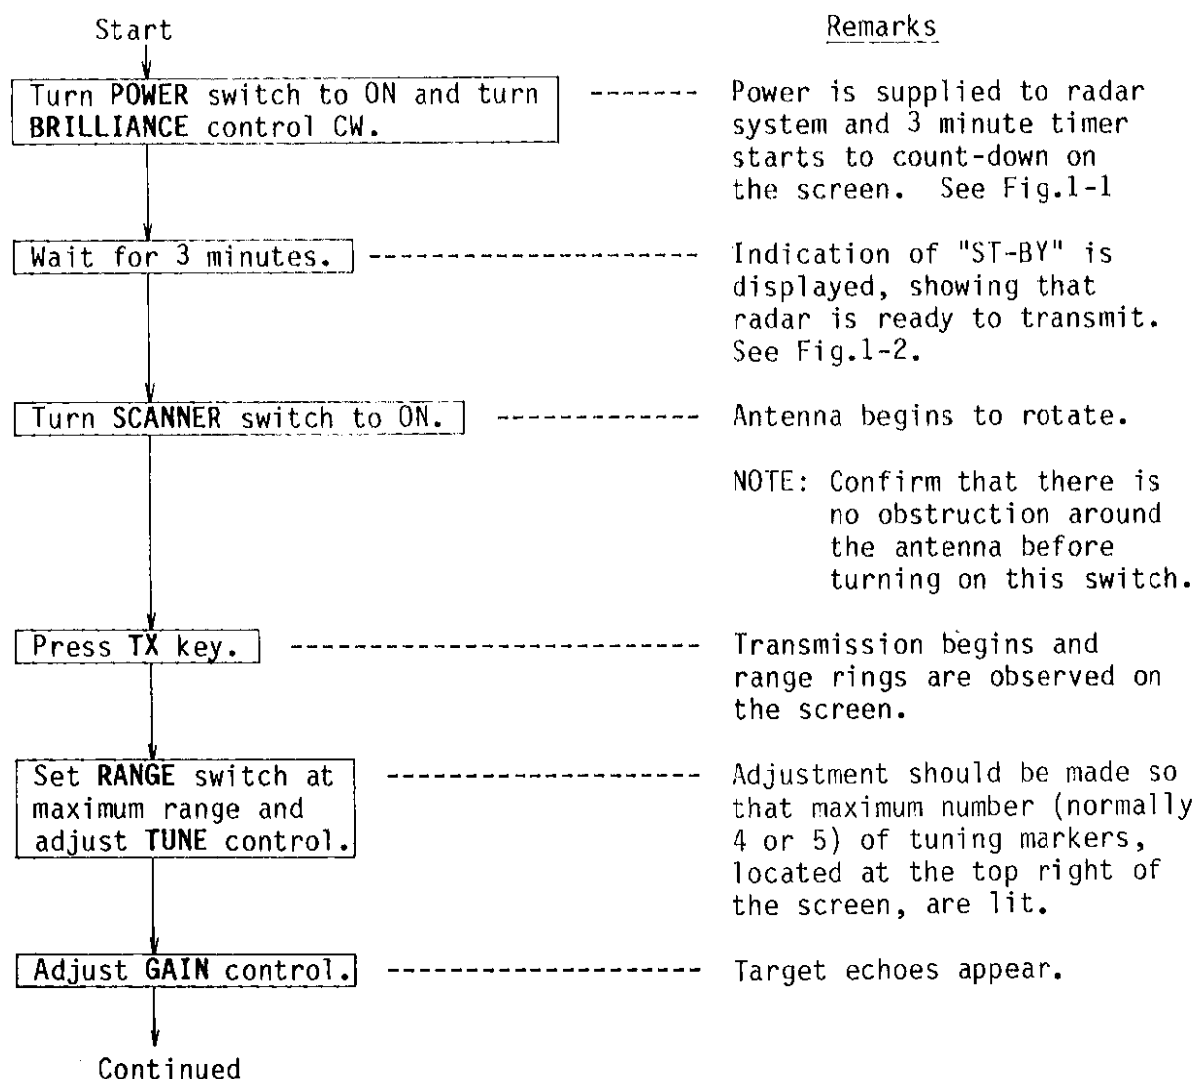 Start
Remarks
Turn POWER switch to ON and turn
BRILLIANCE control CW.
Power is supplied to radar
system and 3 minute timer
starts to count-down on
the screen. See Fig.1-1
Wait for 3 minutes.
Indication of "ST-BY" is
displayed, showing that
radar is ready to transmit.
See Fig.1-2.
Turn SCANNER switch to ON.
Antenna begins to rotate.
NOTE: Confirm that there is
no obstruction around
the antenna before
turning on this switch.
Press TX key.
Transmission begins and
range rings are observed on
the screen.
Set RANGE switch at
maximum range and
adjust TUNE control.
Adjustment should be made so
that maximum number (normally
4 or 5) of tuning markers,
located at the top right of
the screen, are lit.
Adjust GAIN control.
Target echoes appear.
Continued